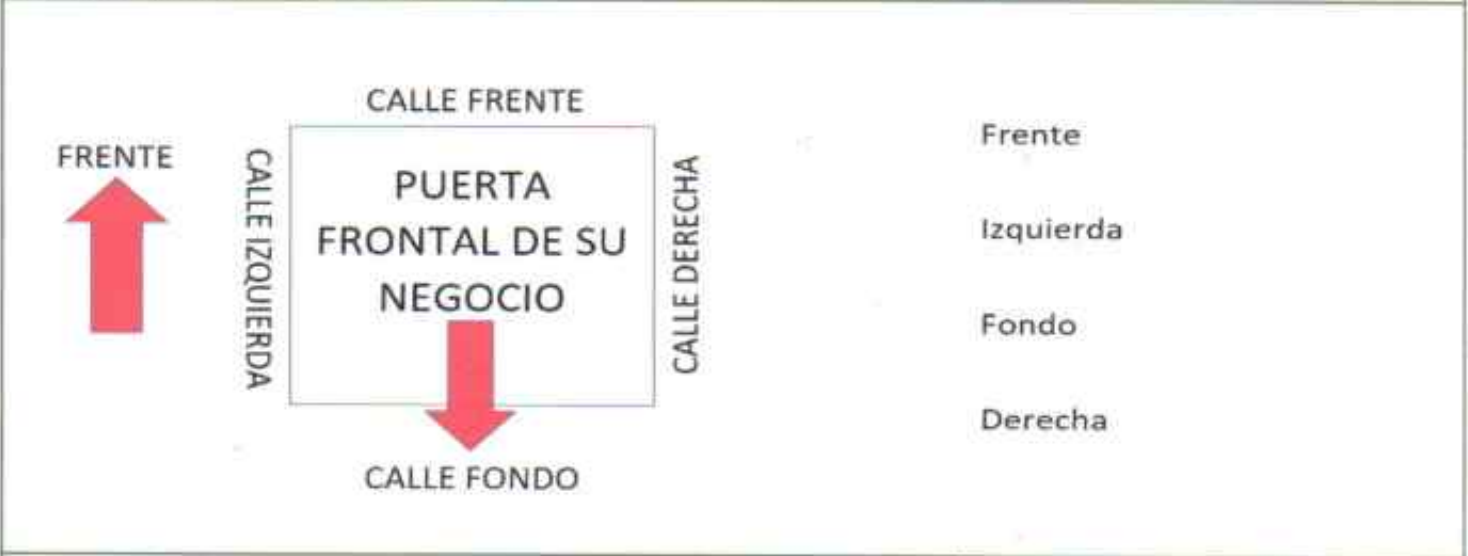 CALLE FRENTE
FRENTE
CALLE IZQUIERDA
PUERTA
FRONTAL DE SU
NEGOCIO
CALLE DERECHA
CALLE FONDO
Frente
Izquierda
Fondo
Derecha